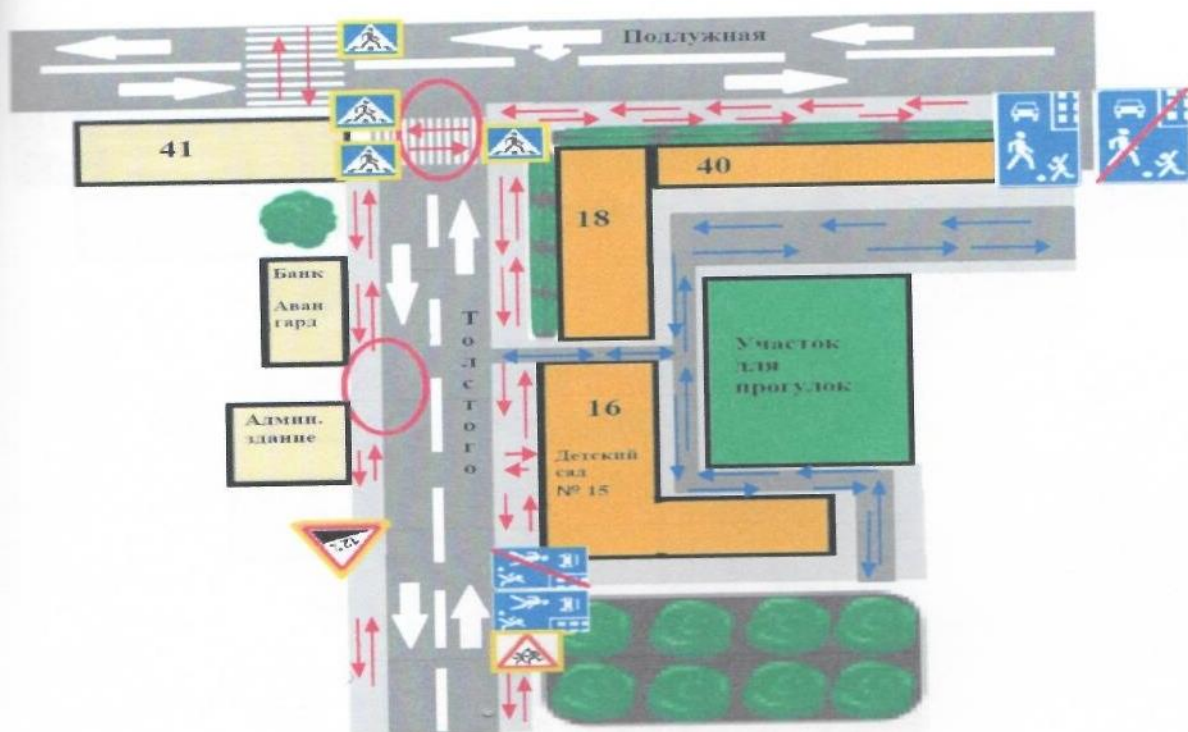 Подлужная
41
40
18
Банк
Аван
гард
Толстого
Участок
для
прогулок
16
Админ.
здание
Детский
сад
№ 15
12%